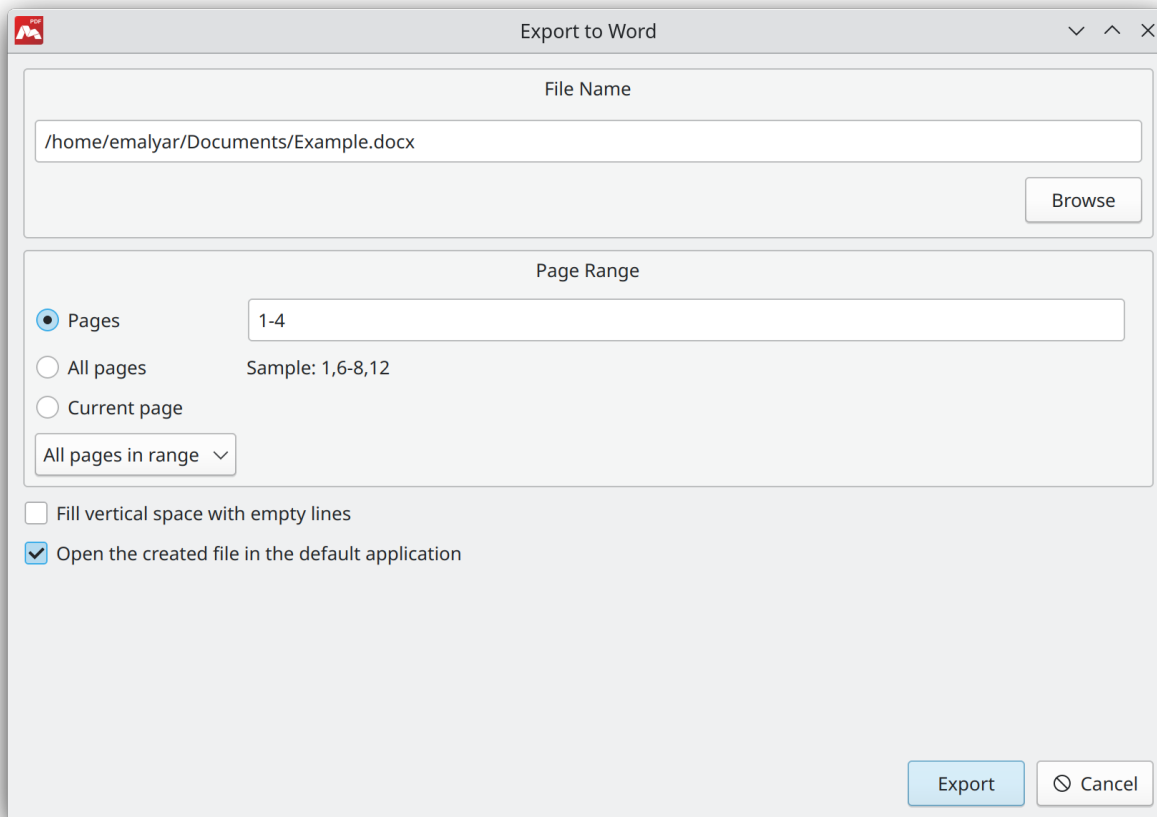 PDF
Export to Word
File Name
/home/emalyar/Documents/Example.docx
Browse
Page Range
Pages
1-4
All pages
Sample: 1,6-8,12
Current page
All pages in range
Fill vertical space with empty lines
Open the created file in the default application
Export
Cancel